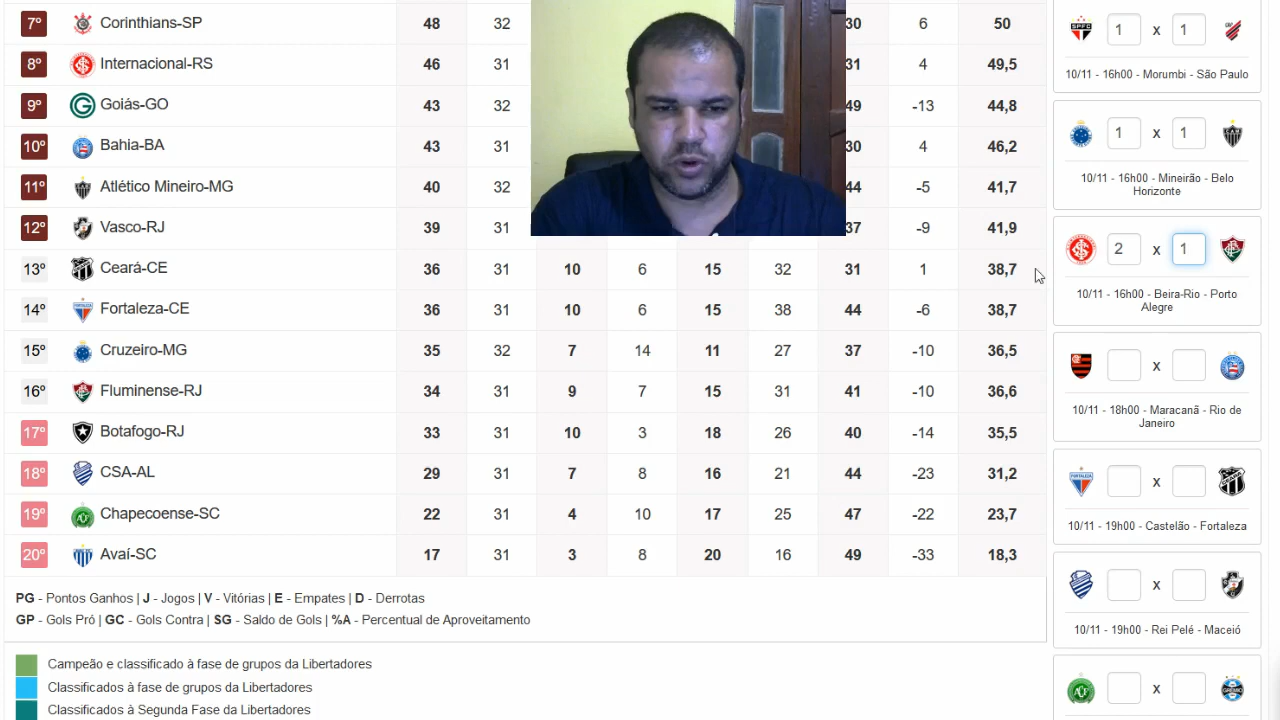 7º Corinthians-SP 48 32 30 6 50
8º Internacional-RS 46 31 31 4 49,5
9º Goiás-GO 43 32 49 -13 44,8
10º Bahia-BA 43 31 30 4 46,2
11º Atlético Mineiro-MG 40 32 44 -5 41,7
12º Vasco-RJ 39 31 37 -9 41,9
13º Ceará-CE 36 31 10 6 15 32 31 1 38,7
14º Fortaleza-CE 36 31 10 6 15 38 44 -6 38,7
15º Cruzeiro-MG 35 32 7 14 11 27 37 -10 36,5
16º Fluminense-RJ 34 31 9 7 15 31 41 -10 36,6
17º Botafogo-RJ 33 31 10 3 18 26 40 -14 35,5
18º CSA-AL 29 31 7 8 16 21 44 -23 31,2
19º Chapecoense-SC 22 31 4 10 17 25 47 -22 23,7
20º Avaí-SC 17 31 3 8 20 16 49 -33 18,3
PG - Pontos Ganhos | J - Jogos | V - Vitórias | E - Empates | D - Derrotas
GP - Gols Pró | GC - Gols Contra | SG - Saldo de Gols | %A - Percentual de Aproveitamento
Campeão e classificado à fase de grupos da Libertadores
Classificados à fase de grupos da Libertadores
Classificados à Segunda Fase da Libertadores
1 x 1
10/11 - 16h00 - Morumbi - São Paulo
1 x 1
10/11 - 16h00 - Mineirão - Belo
Horizonte
2 x 1
10/11 - 16h00 - Beira-Rio - Porto
Alegre
x
10/11 - 18h00 - Maracanã - Rio de
Janeiro
x
10/11 - 19h00 - Castelão - Fortaleza
x
10/11 - 19h00 - Rei Pelé - Maceió
x